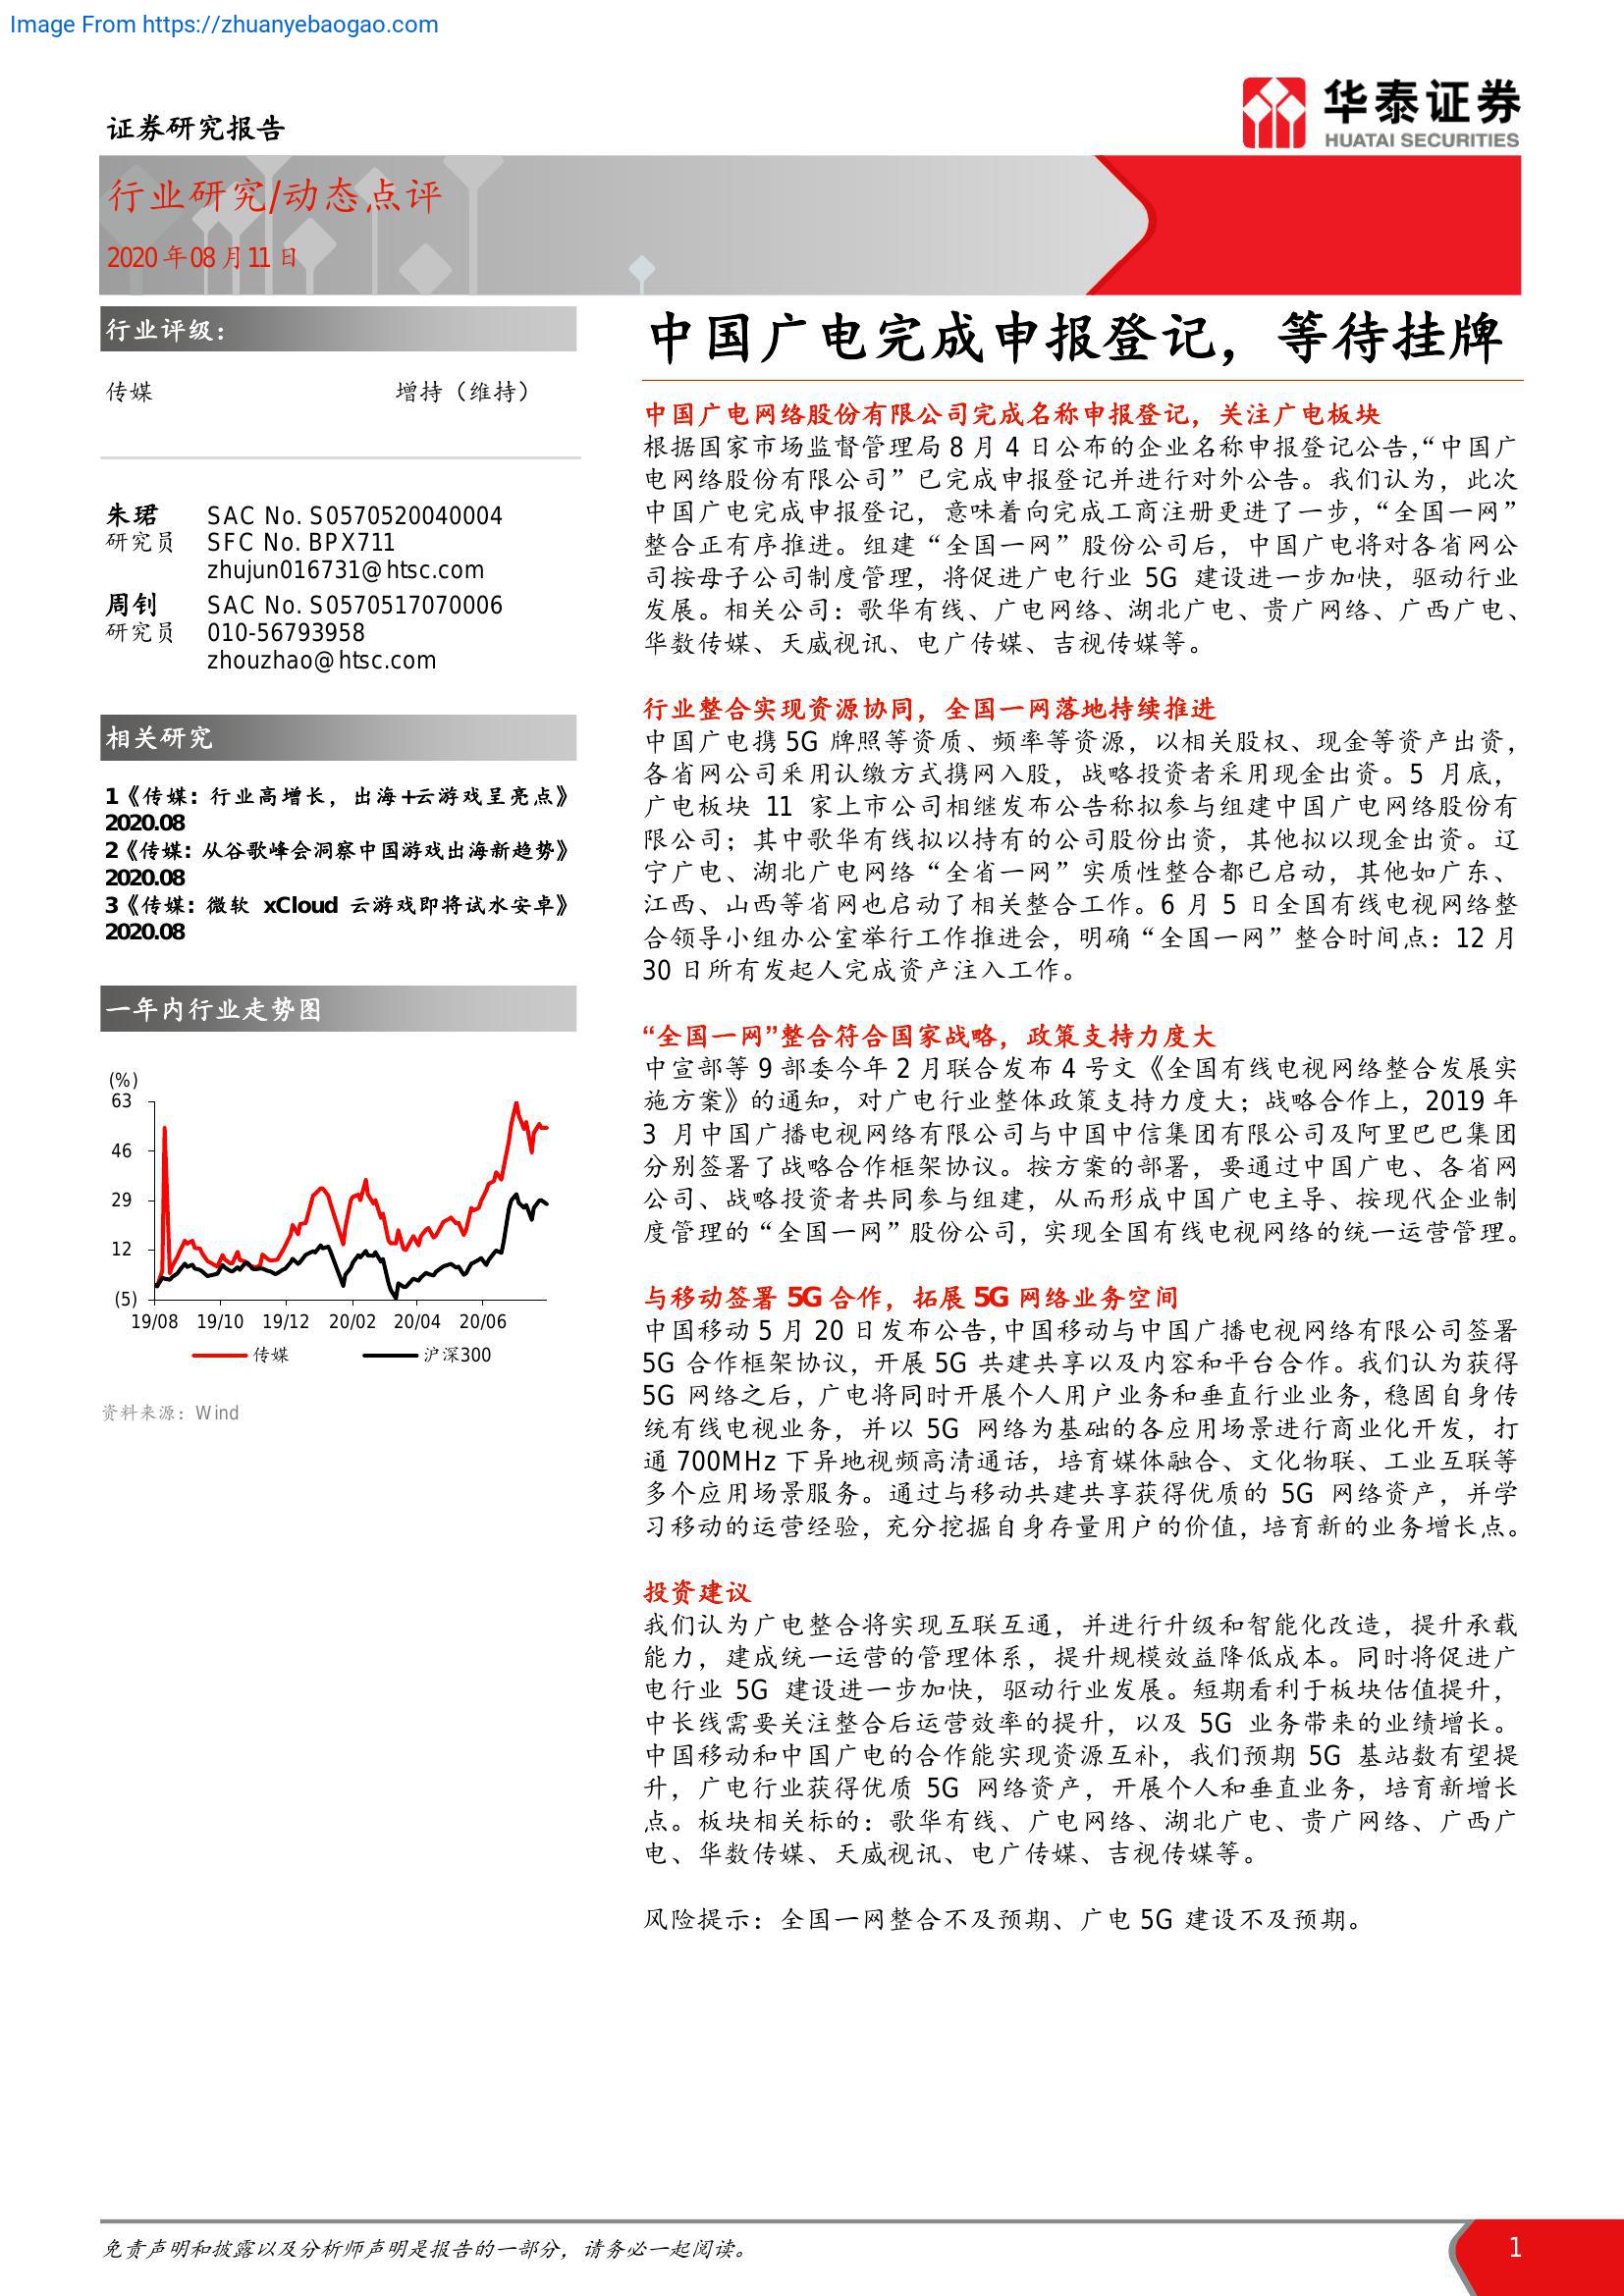 Image From https://zhuanyebaogao.com
证券研究报告
华泰证券
HUATAI SECURITIES
行业研究/动态点评
2020年08月11日
行业评级：
传媒 增持（维持）
朱珺 SAC No. S0570520040004
研究员 SFC No. BPX711
zhujun016731@htsc.com
周钊 SAC No. S0570517070006
研究员 010-56793958
zhouzhao@htsc.com
相关研究
1《传媒：行业高增长，出海+云游戏呈亮点》
2020.08
2《传媒：从谷歌峰会洞察中国游戏出海新趋势》
2020.08
3《传媒：微软 xCloud 云游戏即将试水安卓》
2020.08
一年内行业走势图
(%)
63
46
29
12
(5)
19/08 19/10 19/12 20/02 20/04 20/06
传媒 沪深300
资料来源：Wind
中国广电完成申报登记，等待挂牌
中国广电网络股份有限公司完成名称申报登记，关注广电板块
根据国家市场监督管理局 8 月 4 日公布的企业名称申报登记公告，“中国广
电网络股份有限公司”已完成申报登记并进行对外公告。我们认为，此次
中国广电完成申报登记，意味着向完成工商注册更进了一步，“全国一网”
整合正有序推进。组建“全国一网”股份公司后，中国广电将对各省网公
司按母子公司制度管理，将促进广电行业 5G 建设进一步加快，驱动行业
发展。相关公司：歌华有线、广电网络、湖北广电、贵广网络、广西广电、
华数传媒、天威视讯、电广传媒、吉视传媒等。
行业整合实现资源协同，全国一网落地持续推进
中国广电携 5G 牌照等资质、频率等资源，以相关股权、现金等资产出资，
各省网公司采用认缴方式携网入股，战略投资者采用现金出资。5 月底，
广电板块 11 家上市公司相继发布公告称拟参与组建中国广电网络股份有
限公司；其中歌华有线拟以持有的公司股份出资，其他拟以现金出资。辽
宁广电、湖北广电网络“全省一网”实质性整合都已启动，其他如广东、
江西、山西等省网也启动了相关整合工作。6 月 5 日全国有线电视网络整
合领导小组办公室举行工作推进会，明确“全国一网”整合时间点：12 月
30 日所有发起人完成资产注入工作。
“全国一网”整合符合国家战略，政策支持力度大
中宣部等 9 部委今年 2 月联合发布 4 号文《全国有线电视网络整合发展实
施方案》的通知，对广电行业整体政策支持力度大；战略合作上，2019 年
3 月中国广播电视网络有限公司与中国中信集团有限公司及阿里巴巴集团
分别签署了战略合作框架协议。按方案的部署，要通过中国广电、各省网
公司、战略投资者共同参与组建，从而形成中国广电主导、按现代企业制
度管理的“全国一网”股份公司，实现全国有线电视网络的统一运营管理。
与移动签署 5G 合作，拓展 5G 网络业务空间
中国移动 5 月 20 日发布公告，中国移动与中国广播电视网络有限公司签署
5G 合作框架协议，开展 5G 共建共享以及内容和平台合作。我们认为获得
5G 网络之后，广电将同时开展个人用户业务和垂直行业业务，稳固自身传
统有线电视业务，并以 5G 网络为基础的各应用场景进行商业化开发，打
通 700MHz 下异地视频高清通话，培育媒体融合、文化物联、工业互联等
多个应用场景服务。通过与移动共建共享获得优质的 5G 网络资产，并学
习移动的运营经验，充分挖掘自身存量用户的价值，培育新的业务增长点。
投资建议
我们认为广电整合将实现互联互通，并进行升级和智能化改造，提升承载
能力，建成统一运营的管理体系，提升规模效益降低成本。同时将促进广
电行业 5G 建设进一步加快，驱动行业发展。短期看利于板块估值提升，
中长线需要关注整合后运营效率的提升，以及 5G 业务带来的业绩增长。
中国移动和中国广电的合作能实现资源互补，我们预期 5G 基站数有望提
升，广电行业获得优质 5G 网络资产，开展个人和垂直业务，培育新增长
点。板块相关标的：歌华有线、广电网络、湖北广电、贵广网络、广西广
电、华数传媒、天威视讯、电广传媒、吉视传媒等。
风险提示：全国一网整合不及预期、广电 5G 建设不及预期。
免责声明和披露以及分析师声明是报告的一部分，请务必一起阅读。 1